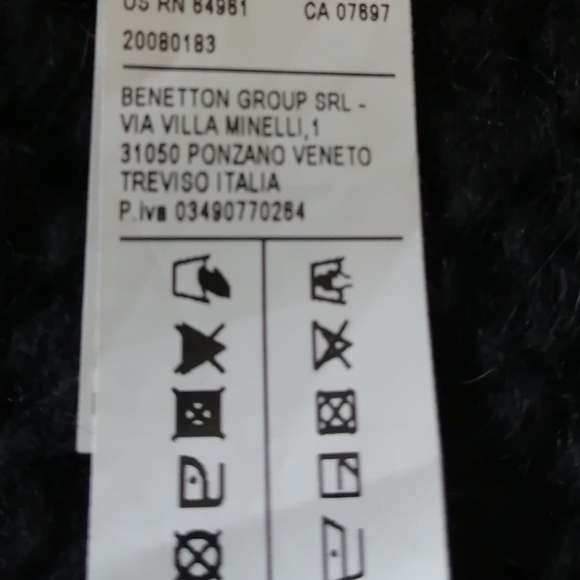 US RN 64961 CA 07697
20080183
BENETTON GROUP SRL -
VIA VILLA MINELLI,1
31050 PONZANO VENETO
TREVISO ITALIA
P.iva 03490770264